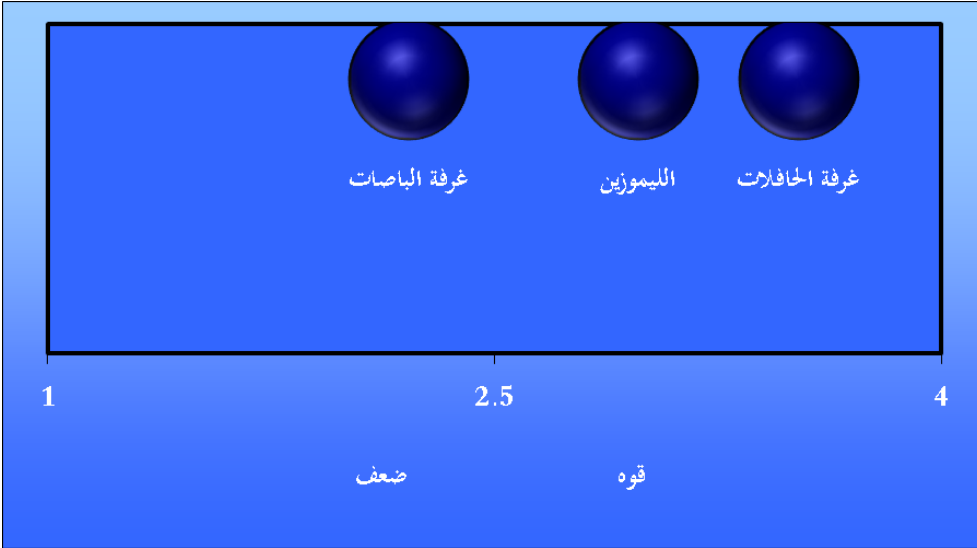 غرفة الحافلات
الليموزين
غرفة الباصات
1
2.5
4
قوه
ضعف